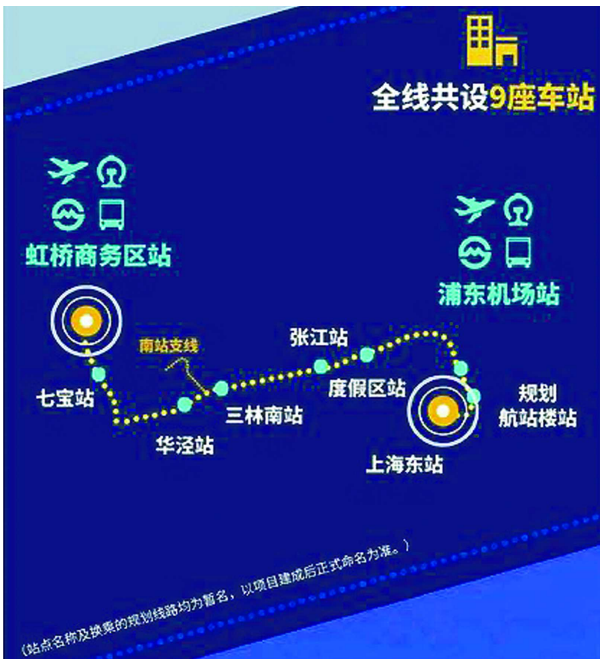 全线共设9座车站
虹桥商务区站
浦东机场站
张江站
南站支线
度假区站
七宝站
规划
航站楼站
三林南站
华泾站
上海东站
（站点名称及换乘的规划线路均为暂名，以项目建成后正式命名为准。）